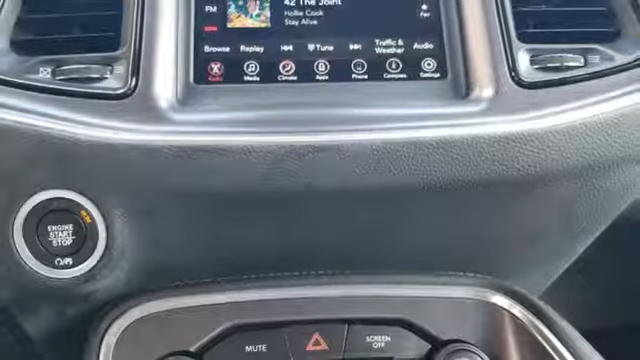 42 The Joint
FM
Hollie Cook
Stay Alive
Fav
Browse Replay Tune Traffic & Weather Audio
Radio Media Climate Apps Phone Compass Settings
ENGINE
START
STOP
MUTE
SCREEN
OFF